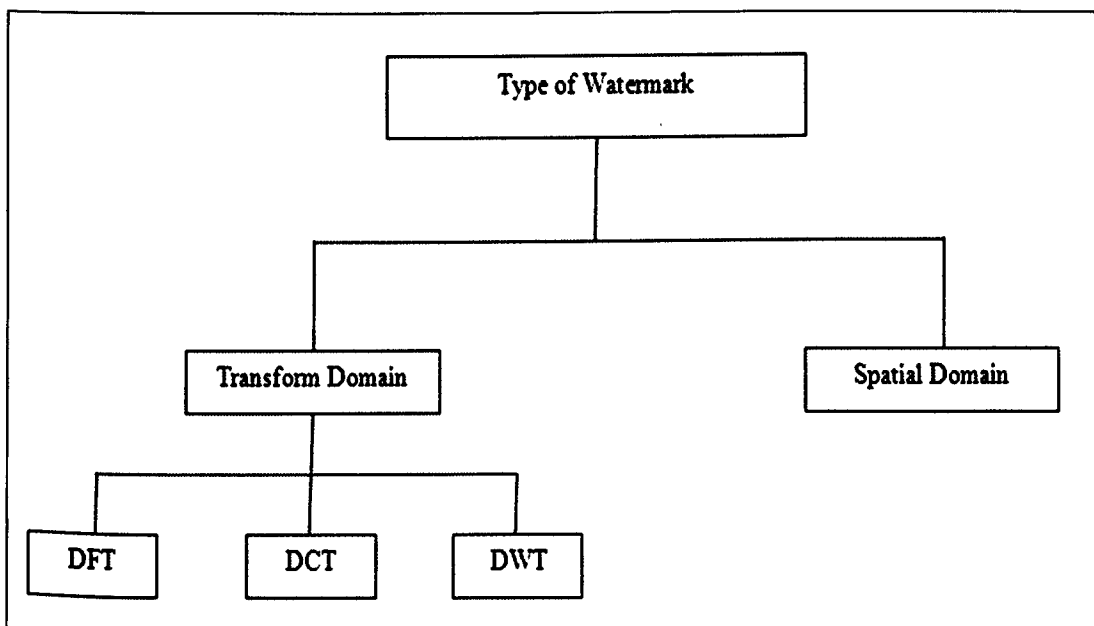 Type of Watermark
Transform Domain
Spatial Domain
DFT
DCT
DWT